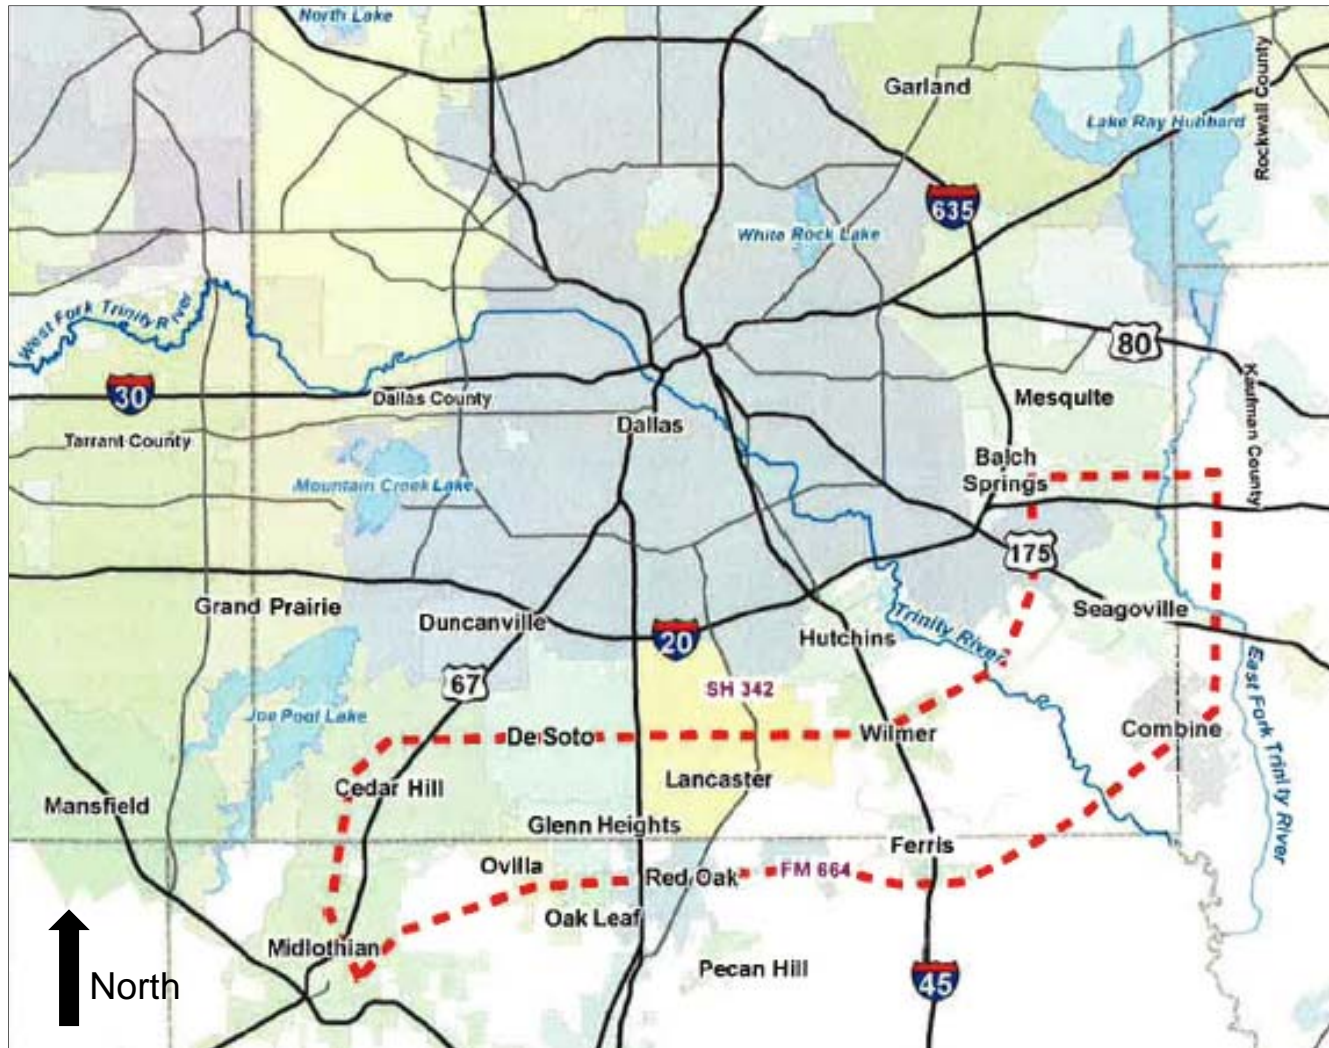 North Lake
Garland
Lake Ray Hubbard
Rockwall County
635
White Rock Lake
West Fork Trinity River
80
30
Dallas County
Mesquite
Kaufman County
Tarrant County
Dallas
Balch
Springs
Mountain Creek Lake
175
Grand Prairie
Duncanville
20
Hutchins
Trinity River
Seagoville
67
SH 342
East Fork Trinity River
Joe Pool Lake
De Soto
Wilmer
Combine
Cedar Hill
Lancaster
Mansfield
Glenn Heights
Ferris
Ovilla
Red Oak
FM 664
Oak Leaf
Midlothian
Pecan Hill
45
North